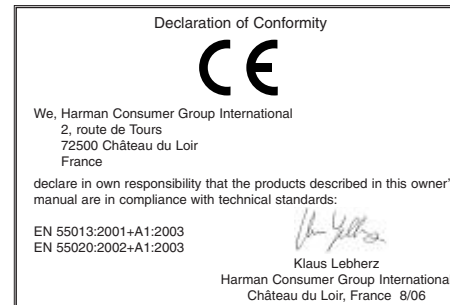 Declaration of Conformity
CE
We, Harman Consumer Group International
2, route de Tours
72500 Château du Loir
France
declare in own responsibility that the products described in this owner'
manual are in compliance with technical standards:
EN 55013:2001+A1:2003
EN 55020:2002+A1:2003
Klaus Lebherz
Harman Consumer Group International
Château du Loir, France 8/06